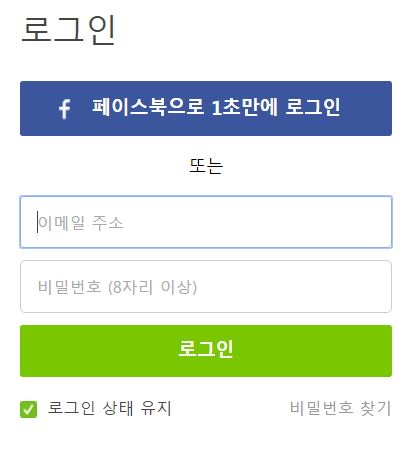 로그인
페이스북으로 1초만에 로그인
또는
이메일 주소
비밀번호 (8자리 이상)
로그인
로그인 상태 유지 비밀번호 찾기